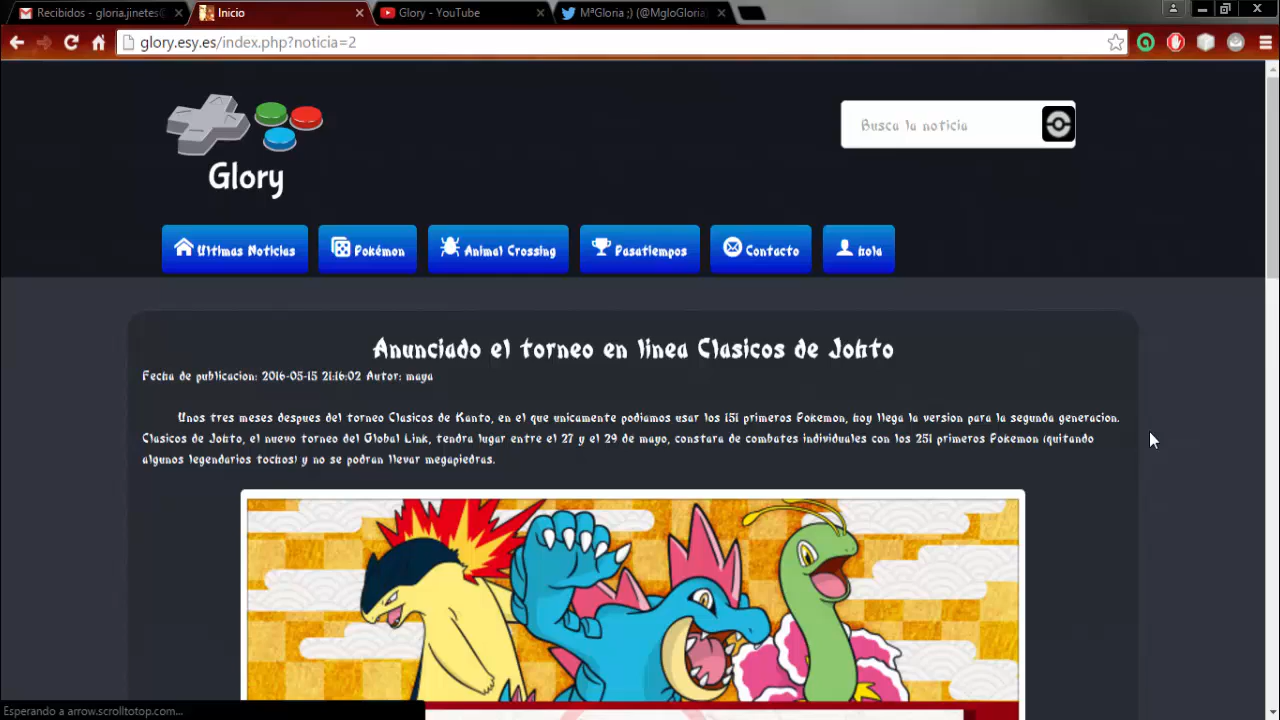 Recibidos - gloria.jinetes@
Inicio
Glory - YouTube
MªGloria ;) (@MgloGloria)
glory.esy.es/index.php?noticia=2
Glory
Busca la noticia
Ultimas Noticias
Pokémon
Animal Crossing
Pasatiempos
Contacto
hola
Anunciado el torneo en linea Clasicos de Johto
Fecha de publicacion: 2016-05-15 21:16:02 Autor: maya
Unos tres meses despues del torneo Clasicos de Kanto, en el que unicamente podiamos usar los 151 primeros Pokemon, hoy llega la version para la segunda generacion.
Clasicos de Johto, el nuevo torneo del Global Link, tendra lugar entre el 27 y el 29 de mayo, constara de combates individuales con los 251 primeros Pokemon (quitando
algunos legendarios tochos) y no se podran llevar megapiedras.
Esperando a arrow.scrolltotop.com...